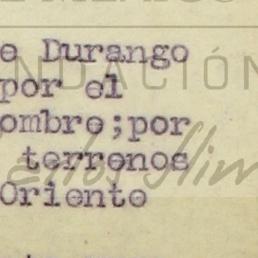 e Durango
por el
ombre;por
terrenos
Oriento